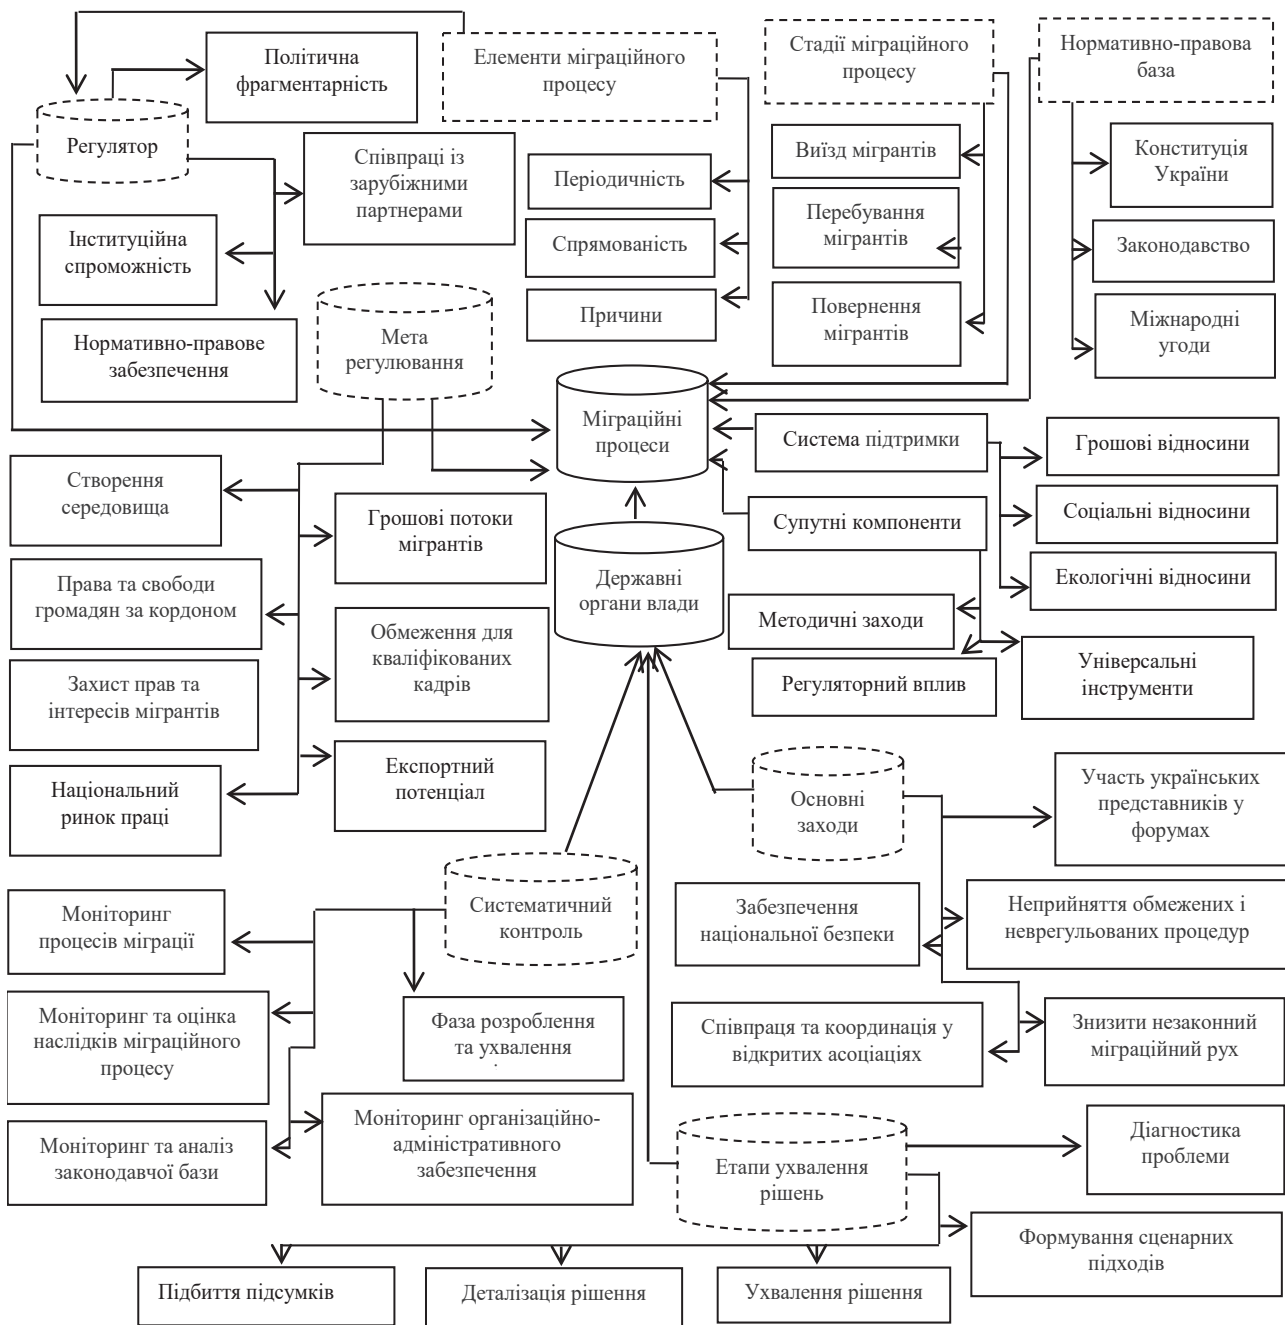 Політична
фрагментарність
Елементи міграційного
процесу
Стадії міграційного
процесу
Нормативно-правова
база
Регулятор
Співпраці із
зарубіжними
партнерами
Періодичність
Виїзд мігрантів
Конституція
України
Інституційна
спроможність
Спрямованість
Перебування
мігрантів
Законодавство
Нормативно-правове
забезпечення
Мета
регулювання
Причини
Повернення
мігрантів
Міжнародні
угоди
Міграційні
процеси
Система підтримки
Грошові відносини
Створення
середовища
Грошові потоки
мігрантів
Супутні компоненти
Соціальні відносини
Права та свободи
громадян за кордоном
Державні
органи влади
Екологічні відносини
Обмеження для
кваліфікованих
кадрів
Методичні заходи
Захист прав та
інтересів мігрантів
Регуляторний вплив
Універсальні
інструменти
Національний
ринок праці
Експортний
потенціал
Основні
заходи
Участь українських
представників у
форумах
Моніторинг
процесів міграції
Систематичний
контроль
Забезпечення
національної безпеки
Неприйняття обмежених і
неврегульованих процедур
Моніторинг та оцінка
наслідків міграційного
процесу
Фаза розроблення
та ухвалення
Співпраця та координація у
відкритих асоціаціях
Знизити незаконний
міграційний рух
Моніторинг та аналіз
законодавчої бази
Моніторинг організаційно-
адміністративного
забезпечення
Етапи ухвалення
рішень
Діагностика
проблеми
Формування сценарних
підходів
Підбиття підсумків
Деталізація рішення
Ухвалення рішення